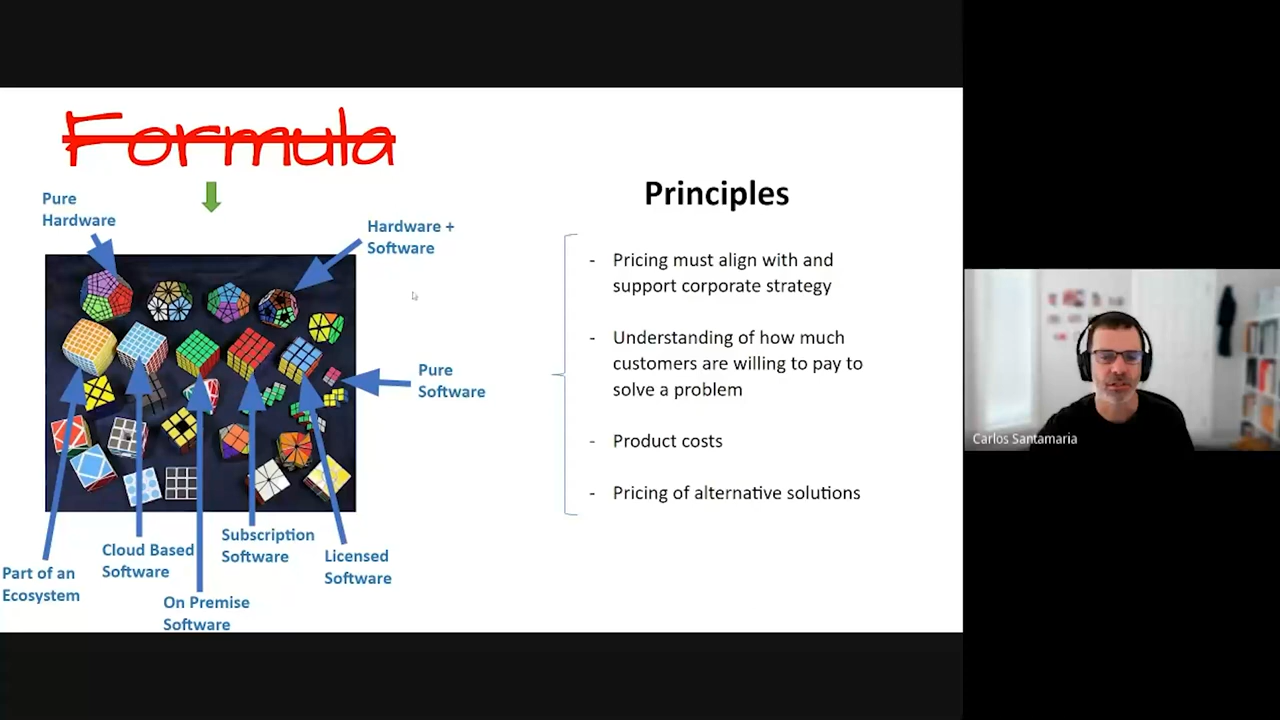 Formula
Pure
Hardware
Hardware +
Software
Pure
Software
Part of an
Ecosystem
Cloud Based
Software
On Premise
Software
Subscription
Software
Licensed
Software
Principles
- Pricing must align with and
support corporate strategy
- Understanding of how much
customers are willing to pay to
solve a problem
- Product costs
- Pricing of alternative solutions
Carlos Santamaria